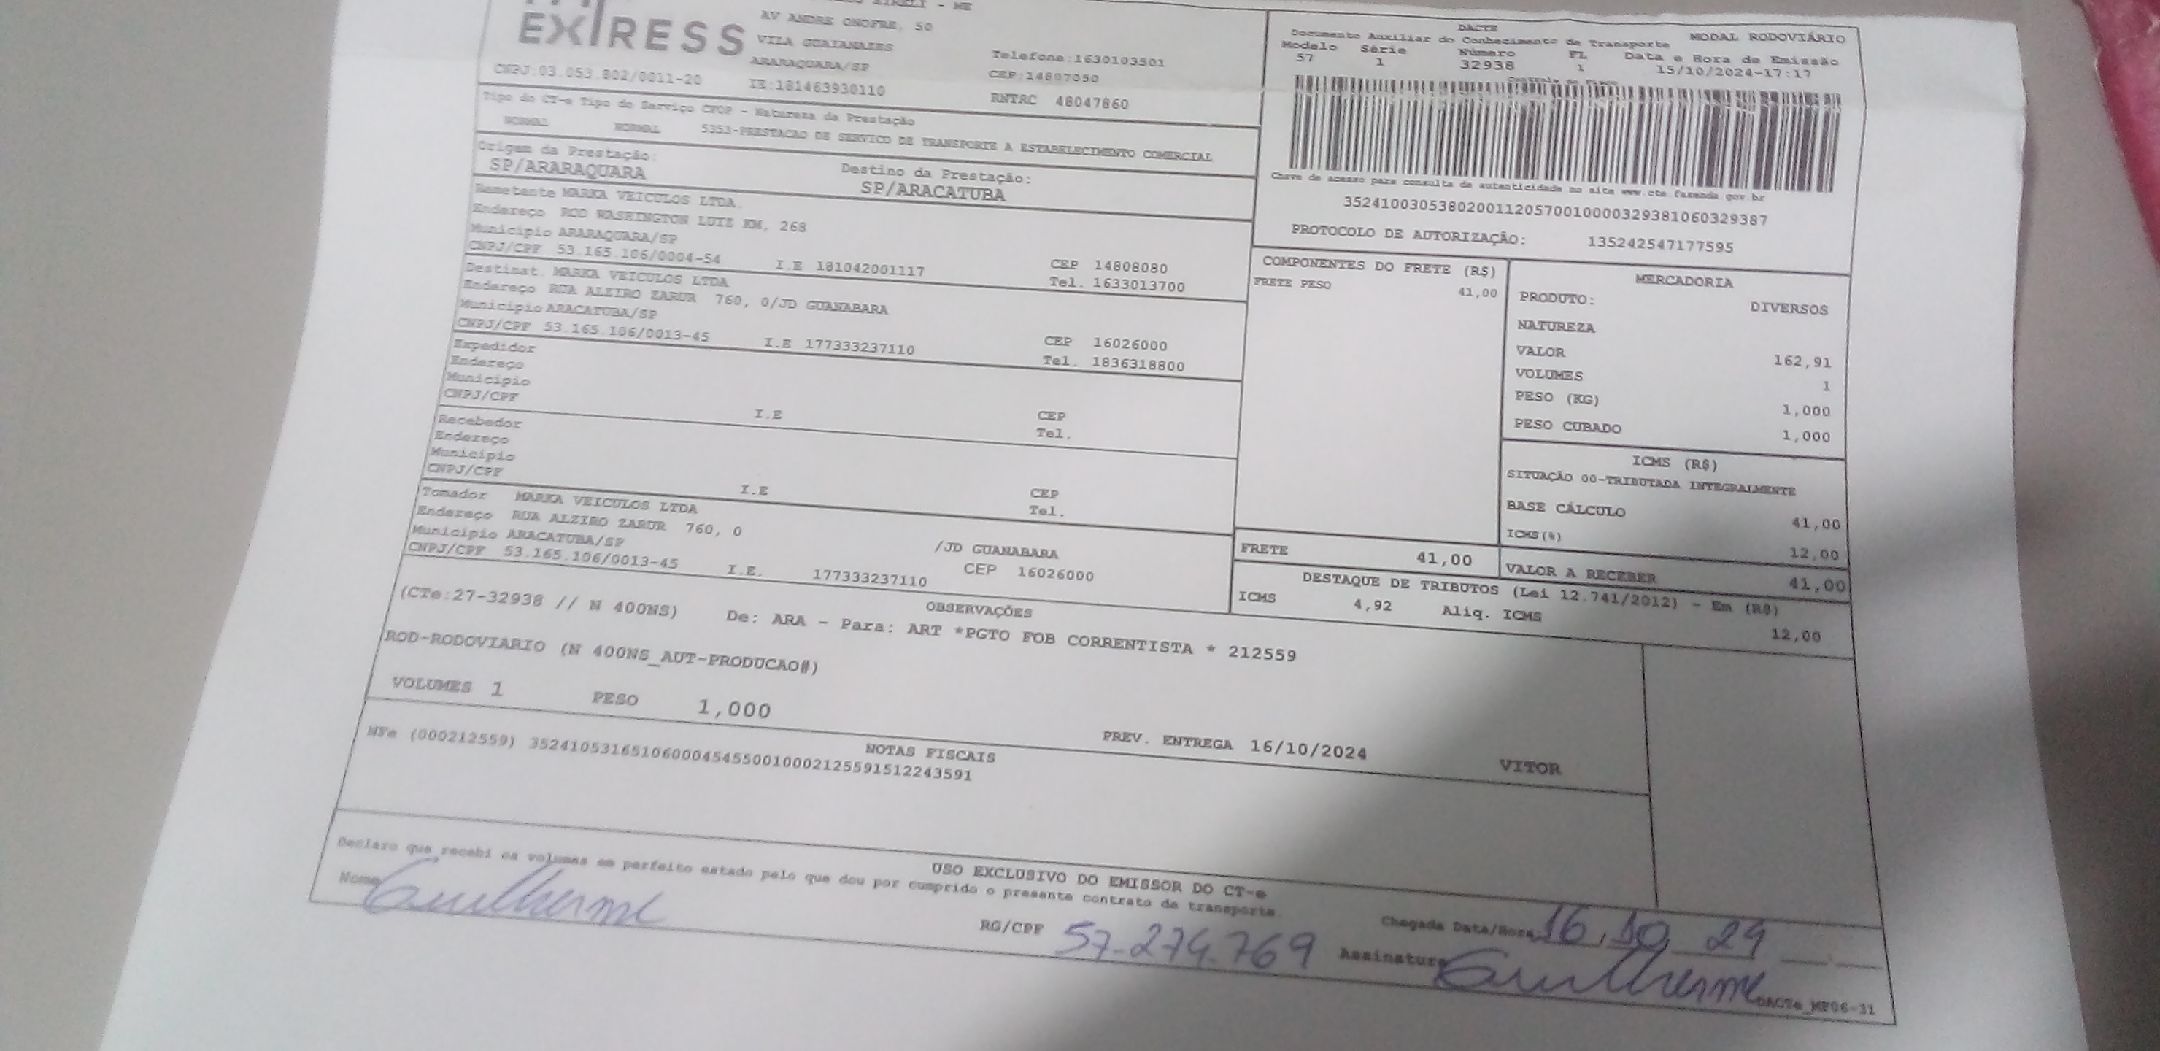 EIRELI - ME
EXPRESS
AV ANDRE ONOFRE, 50
VILA GUAIANAZES
ARARAQUARA/SP
Telefone:1630103501
CEP:14807050
CNPJ:03.053.802/0011-20 IE:181463930110 RNTRC 48047860
DACTE MODAL RODOVIÁRIO
Documento Auxiliar do Conhecimento de Transporte
Modelo Série Número FL Data e Hora de Emissão
57 1 32938 1 15/10/2024-17:17
Controle do Fisco
Chave de acesso para consulta de autenticidade no site www.cte.fazenda.gov.br
35241003053802001120570010000329381060329387
PROTOCOLO DE AUTORIZAÇÃO: 135242547177595
Tipo do CT-e Tipo do Serviço CFOP - Natureza da Prestação
NORMAL NORMAL 5353-PRESTACAO DE SERVICO DE TRANSPORTE A ESTABELECIMENTO COMERCIAL
Origem da Prestação: Destino da Prestação:
SP/ARARAQUARA SP/ARACATUBA
Remetente MARKA VEICULOS LTDA.
Endereço ROD WASHINGTON LUIZ KM, 268
Município ARARAQUARA/SP CEP 14808080
CNPJ/CPF 53.165.106/0004-54 I.E 181042001117 Tel. 1633013700
Destinat. MARKA VEICULOS LTDA
Endereço RUA ALZIRO ZARUR 760, 0/JD GUANABARA
Município ARACATUBA/SP CEP 16026000
CNPJ/CPF 53.165.106/0013-45 I.E 177333237110 Tel. 1836318800
Expedidor
Endereço
Município CEP
CNPJ/CPF I.E Tel.
Recebedor
Endereço
Município CEP
CNPJ/CPF I.E Tel.
Tomador MARKA VEICULOS LTDA
Endereço RUA ALZIRO ZARUR 760, 0 /JD GUANABARA
Município ARACATUBA/SP CEP 16026000
CNPJ/CPF 53.165.106/0013-45 I.E. 177333237110
COMPONENTES DO FRETE (R$)
FRETE PESO 41,00
FRETE 41,00
MERCADORIA
PRODUTO: DIVERSOS
NATUREZA
VALOR 162,91
VOLUMES 1
PESO (KG) 1,000
PESO CUBADO 1,000
ICMS (R$)
SITUAÇÃO 00-TRIBUTADA INTEGRALMENTE
BASE CÁLCULO 41,00
ICMS(%) 12,00
VALOR A RECEBER 41,00
DESTAQUE DE TRIBUTOS (Lei 12.741/2012) - Em (R$)
ICMS 4,92 Aliq. ICMS 12,00
OBSERVAÇÕES
(CTe:27-32938 // N 400NS) De: ARA - Para: ART *PGTO FOB CORRENTISTA * 212559
ROD-RODOVIARIO (N 400NS_AUT-PRODUCAO#)
VOLUMES 1 PESO 1,000 PREV. ENTREGA 16/10/2024 VITOR
NOTAS FISCAIS
NFe (000212559) 35241053165106000454550010002125591512243591
USO EXCLUSIVO DO EMISSOR DO CT-e
Declaro que recebi os volumes em perfeito estado pelo que dou por cumprido o presente contrato de transporte.
Nome Guilherme RG/CPF 57.274.769 Chegada Data/Hora 16,10,24
Assinatura Guilherme
DACTe_MP06-31